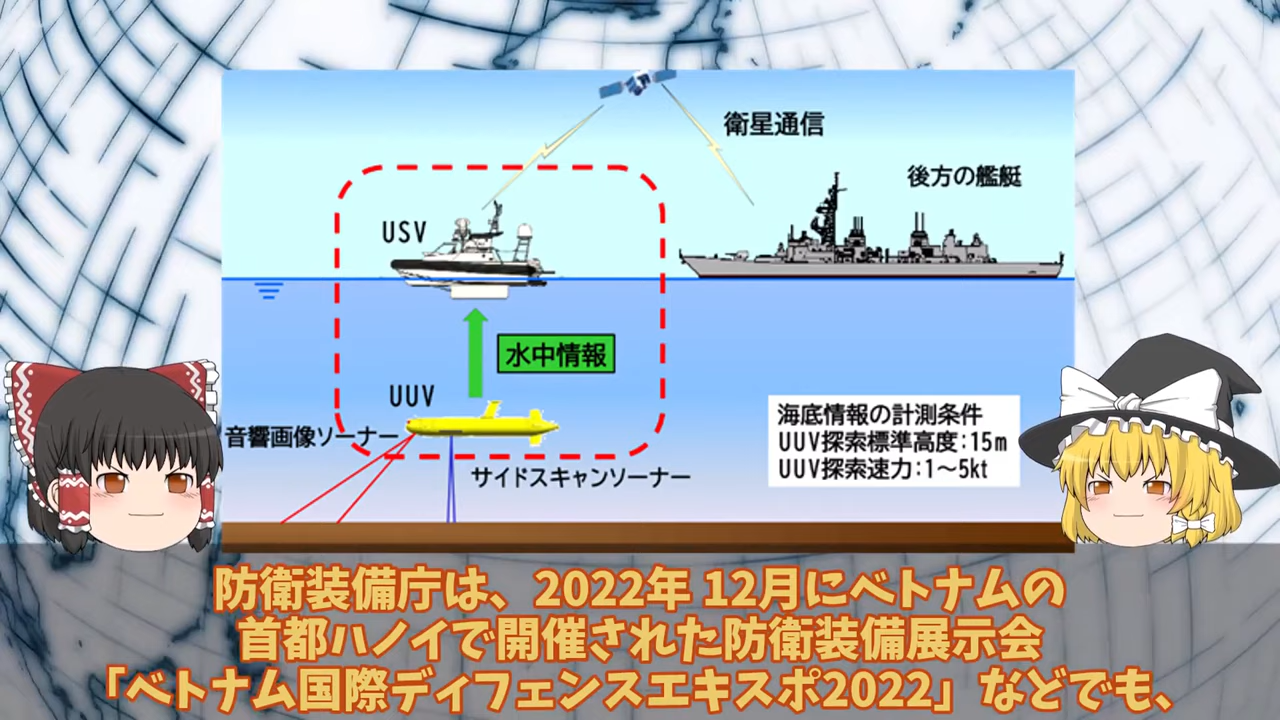 衛星通信
後方の艦艇
USV
水中情報
UUV
音響画像ソーナー
サイドスキャンソーナー
海底情報の計測条件
UUV探索標準高度:15m
UUV探索速力:1～5kt
防衛装備庁は、2022年 12月にベトナムの
首都ハノイで開催された防衛装備展示会
「ベトナム国際ディフェンスエキスポ2022」などでも、